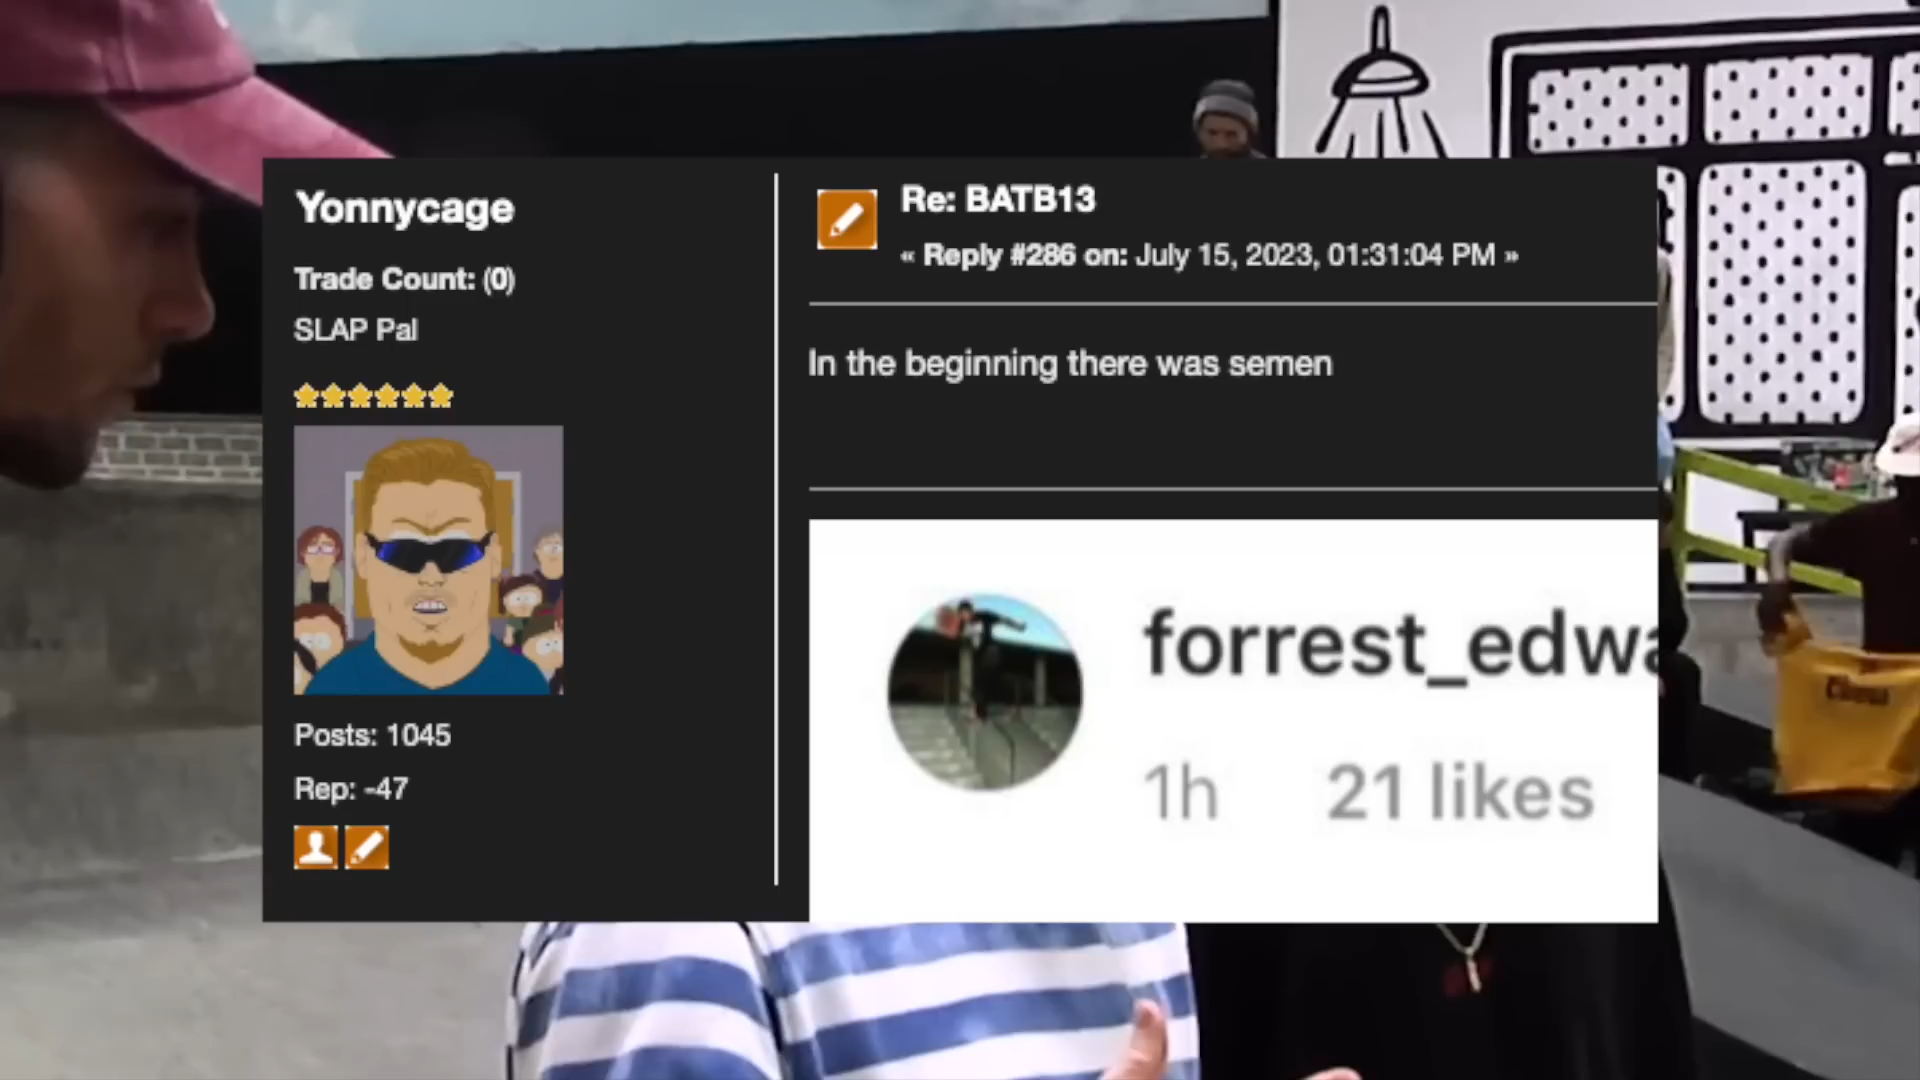 Yonnycage
Trade Count: (0)
SLAP Pal
Posts: 1045
Rep: -47
Re: BATB13
« Reply #286 on: July 15, 2023, 01:31:04 PM »
In the beginning there was semen
forrest_edwa
1h 21 likes